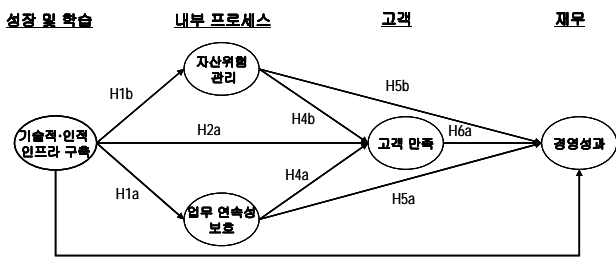 성장 및 학습
내부 프로세스
고객
재무
자산위험
관리
H1b
H5b
H4b
기술적·인적
인프라 구축
H2a
고객 만족
H6a
경영성과
H4a
H1a
H5a
업무 연속성
보호